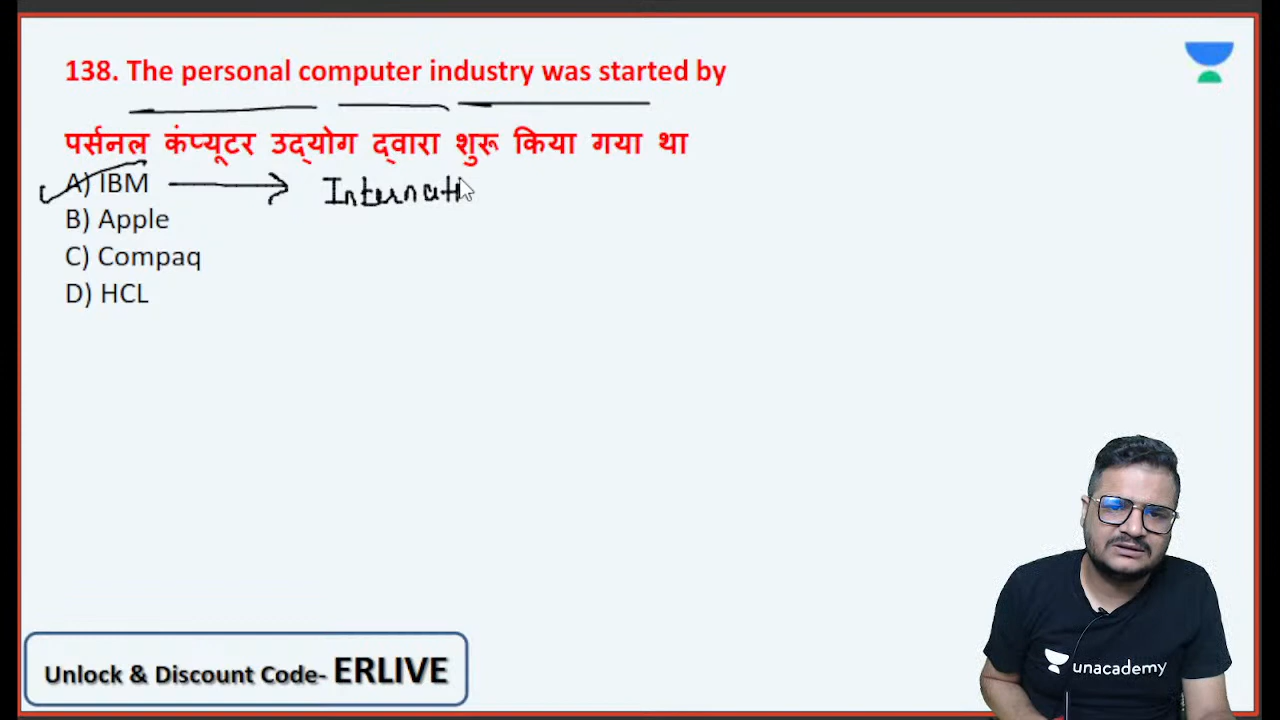 138. The personal computer industry was started by
पर्सनल कंप्यूटर उद्योग द्वारा शुरू किया गया था
A) IBM → Internati
B) Apple
C) Compaq
D) HCL
unacademy
Unlock & Discount Code- ERLIVE